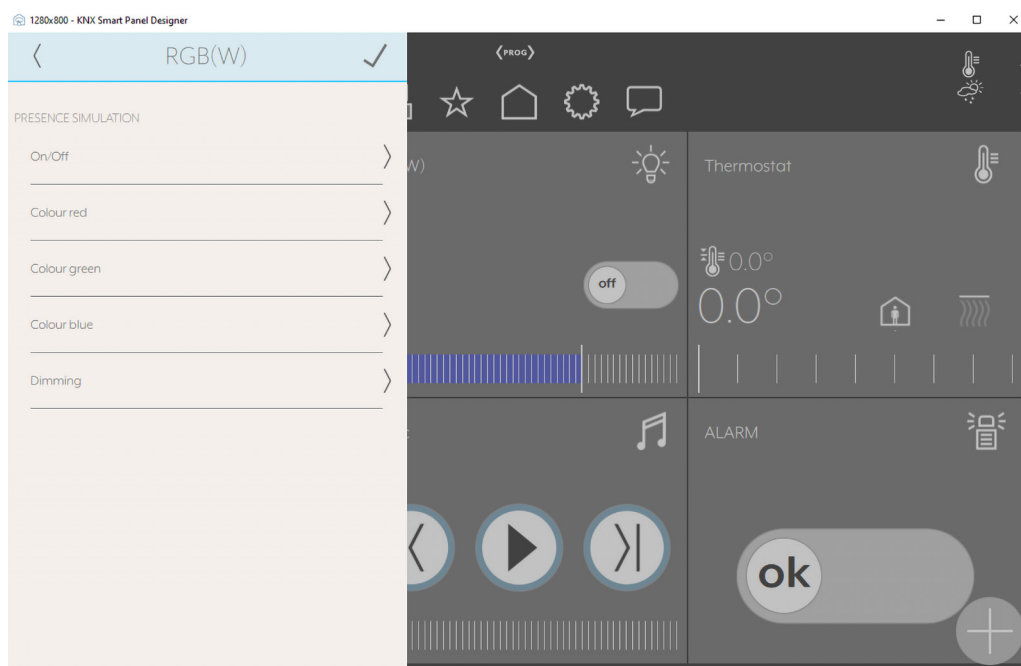 1280x800 - KNX Smart Panel Designer
RGB(W)
PROG
PRESENCE SIMULATION
On/Off
Colour red
Colour green
Colour blue
Dimming
W)
off
Thermostat
0.0°
0.0°
ALARM
ok